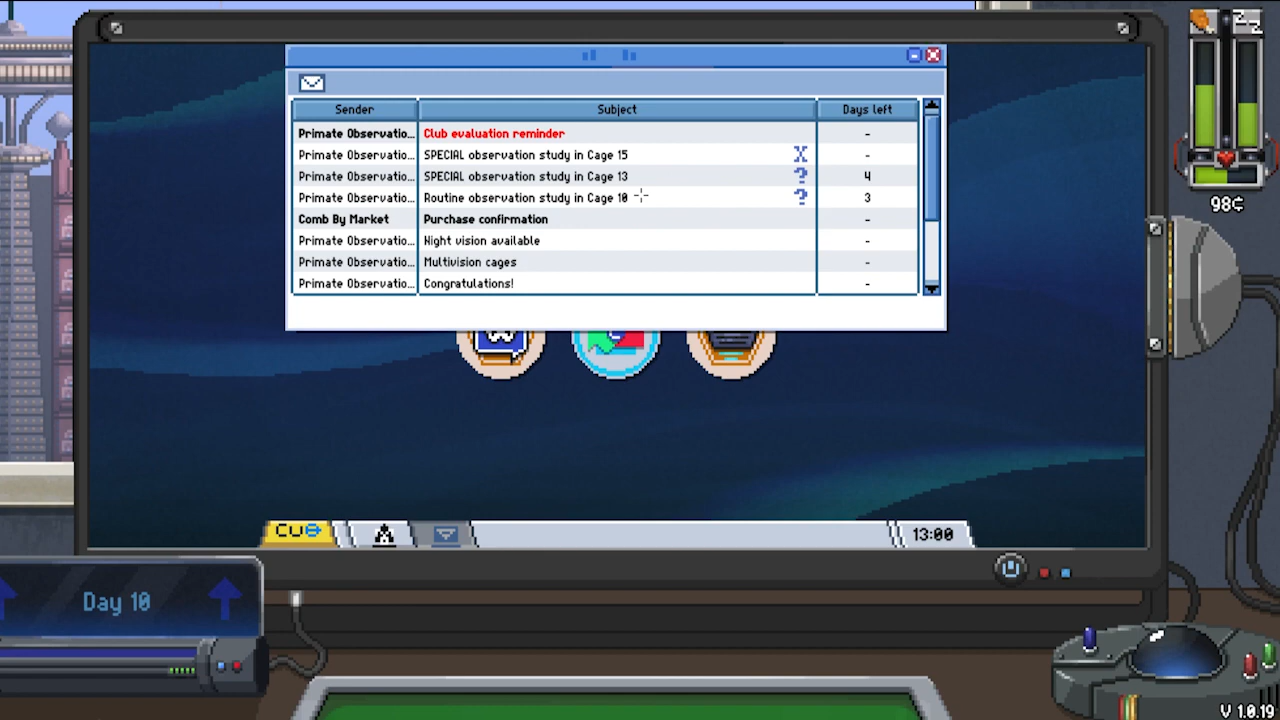 Sender Subject Days left
Primate Observatio... Club evaluation reminder -
Primate Observatio... SPECIAL observation study in Cage 15 X -
Primate Observatio... SPECIAL observation study in Cage 13 ? 4
Primate Observatio... Routine observation study in Cage 10 ? 3
Comb By Market Purchase confirmation -
Primate Observatio... Night vision available -
Primate Observatio... Multivision cages -
Primate Observatio... Congratulations! -
98¢
13:00
Day 10
V 1.0.19